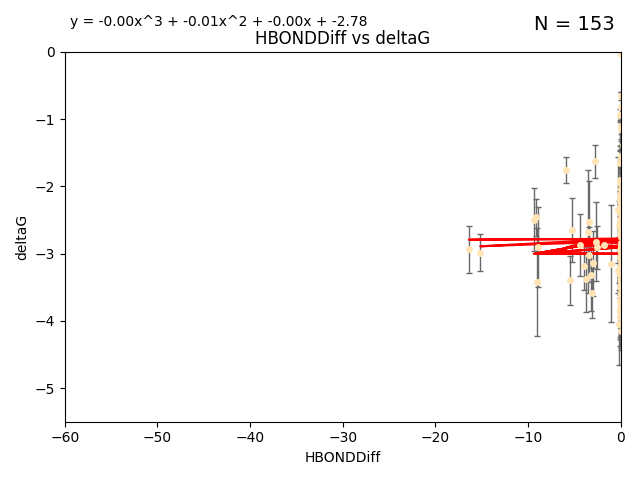 y = -0.00x^3 + -0.01x^2 + -0.00x + -2.78
N = 153
HBONDDiff vs deltaG
deltaG
0
−1
−2
−3
−4
−5
−60
−50
−40
−30
−20
−10
0
HBONDDiff